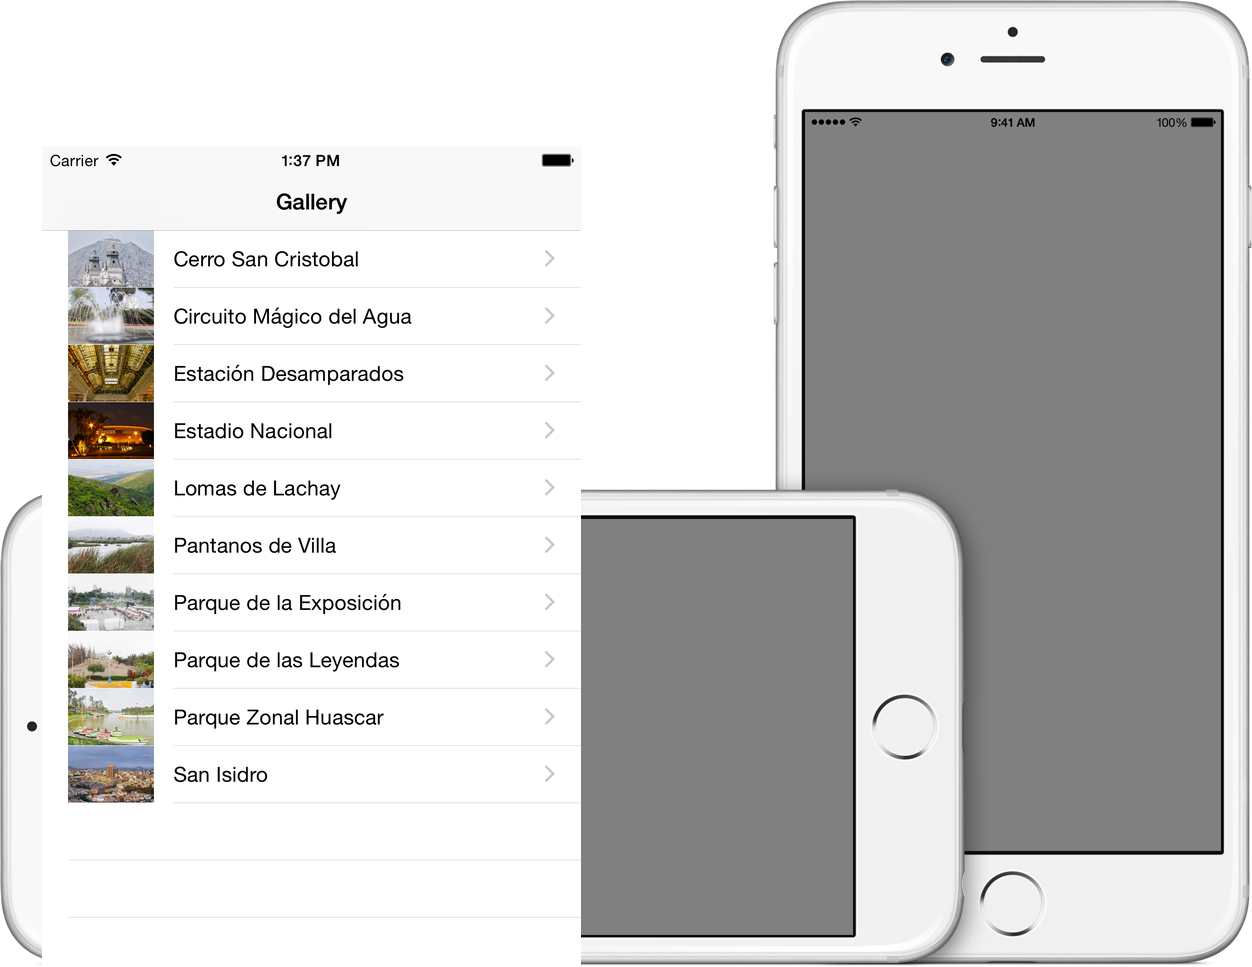 Carrier 1:37 PM
Gallery
Cerro San Cristobal
Circuito Mágico del Agua
Estación Desamparados
Estadio Nacional
Lomas de Lachay
Pantanos de Villa
Parque de la Exposición
Parque de las Leyendas
Parque Zonal Huascar
San Isidro
9:41 AM 100%